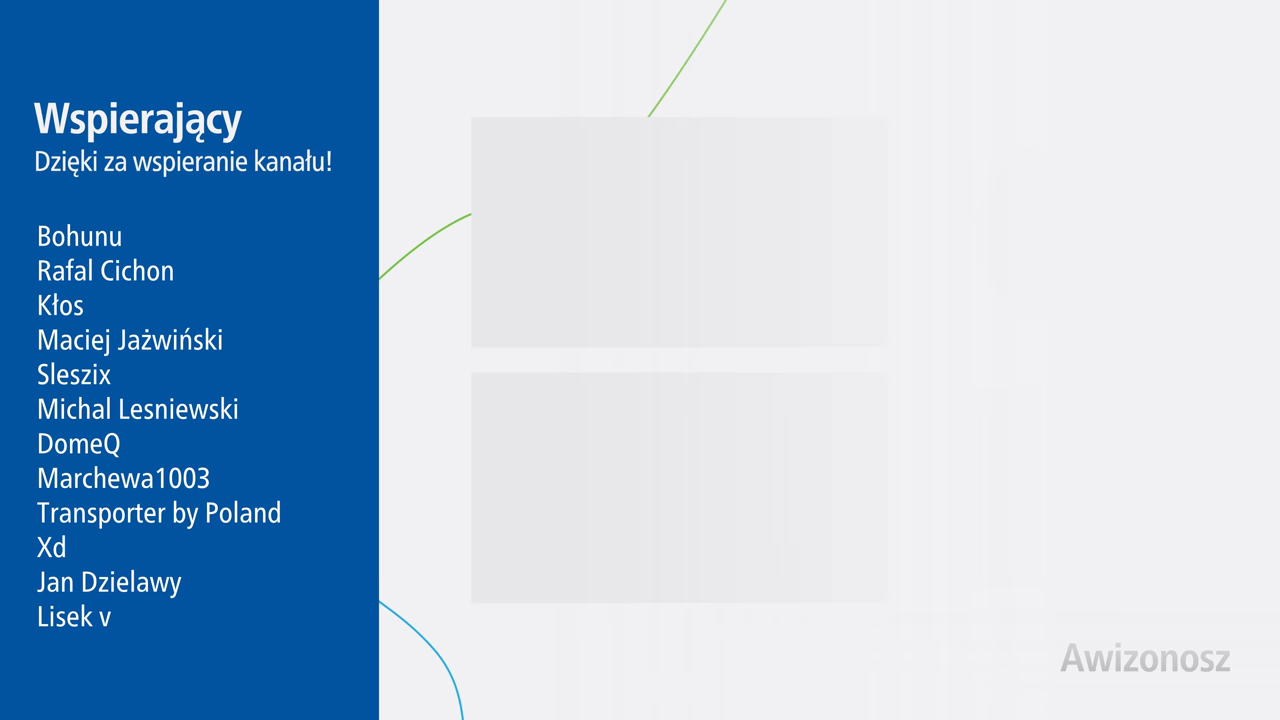 Wspierający
Dzięki za wspieranie kanału!
Bohunu
Rafal Cichon
Kłos
Maciej Jażwiński
Sleszix
Michal Lesniewski
DomeQ
Marchewa1003
Transporter by Poland
Xd
Jan Dzielawy
Lisek v
Awizonosz